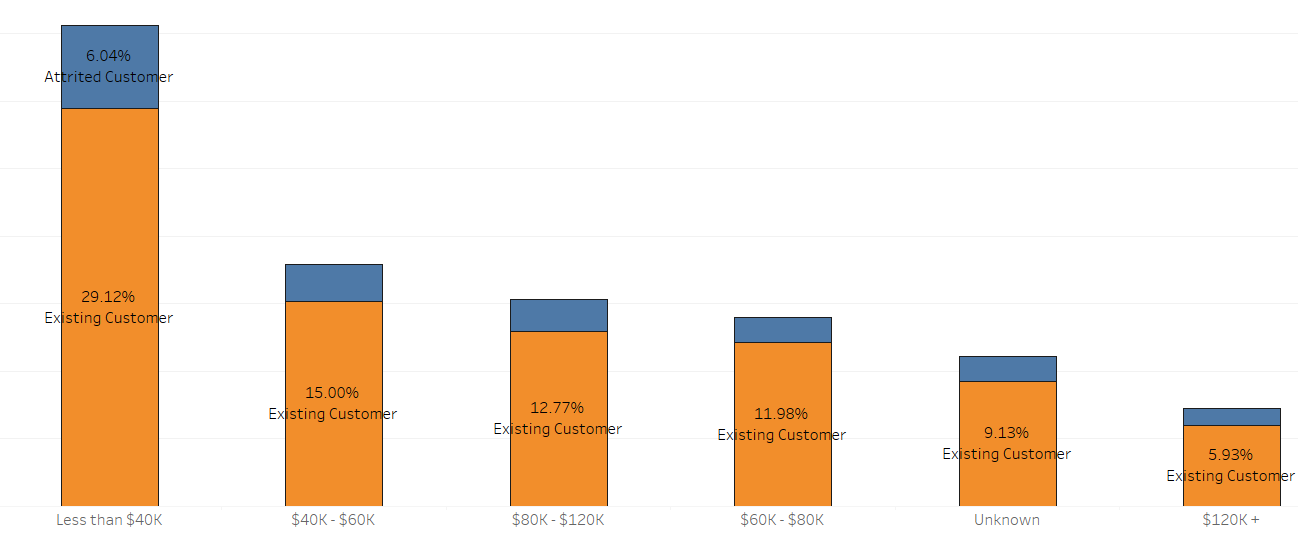 6.04%
Attrited Customer
29.12%
Existing Customer
15.00%
Existing Customer
12.77%
Existing Customer
11.98%
Existing Customer
9.13%
Existing Customer
5.93%
Existing Customer
Less than $40K
$40K - $60K
$80K - $120K
$60K - $80K
Unknown
$120K +